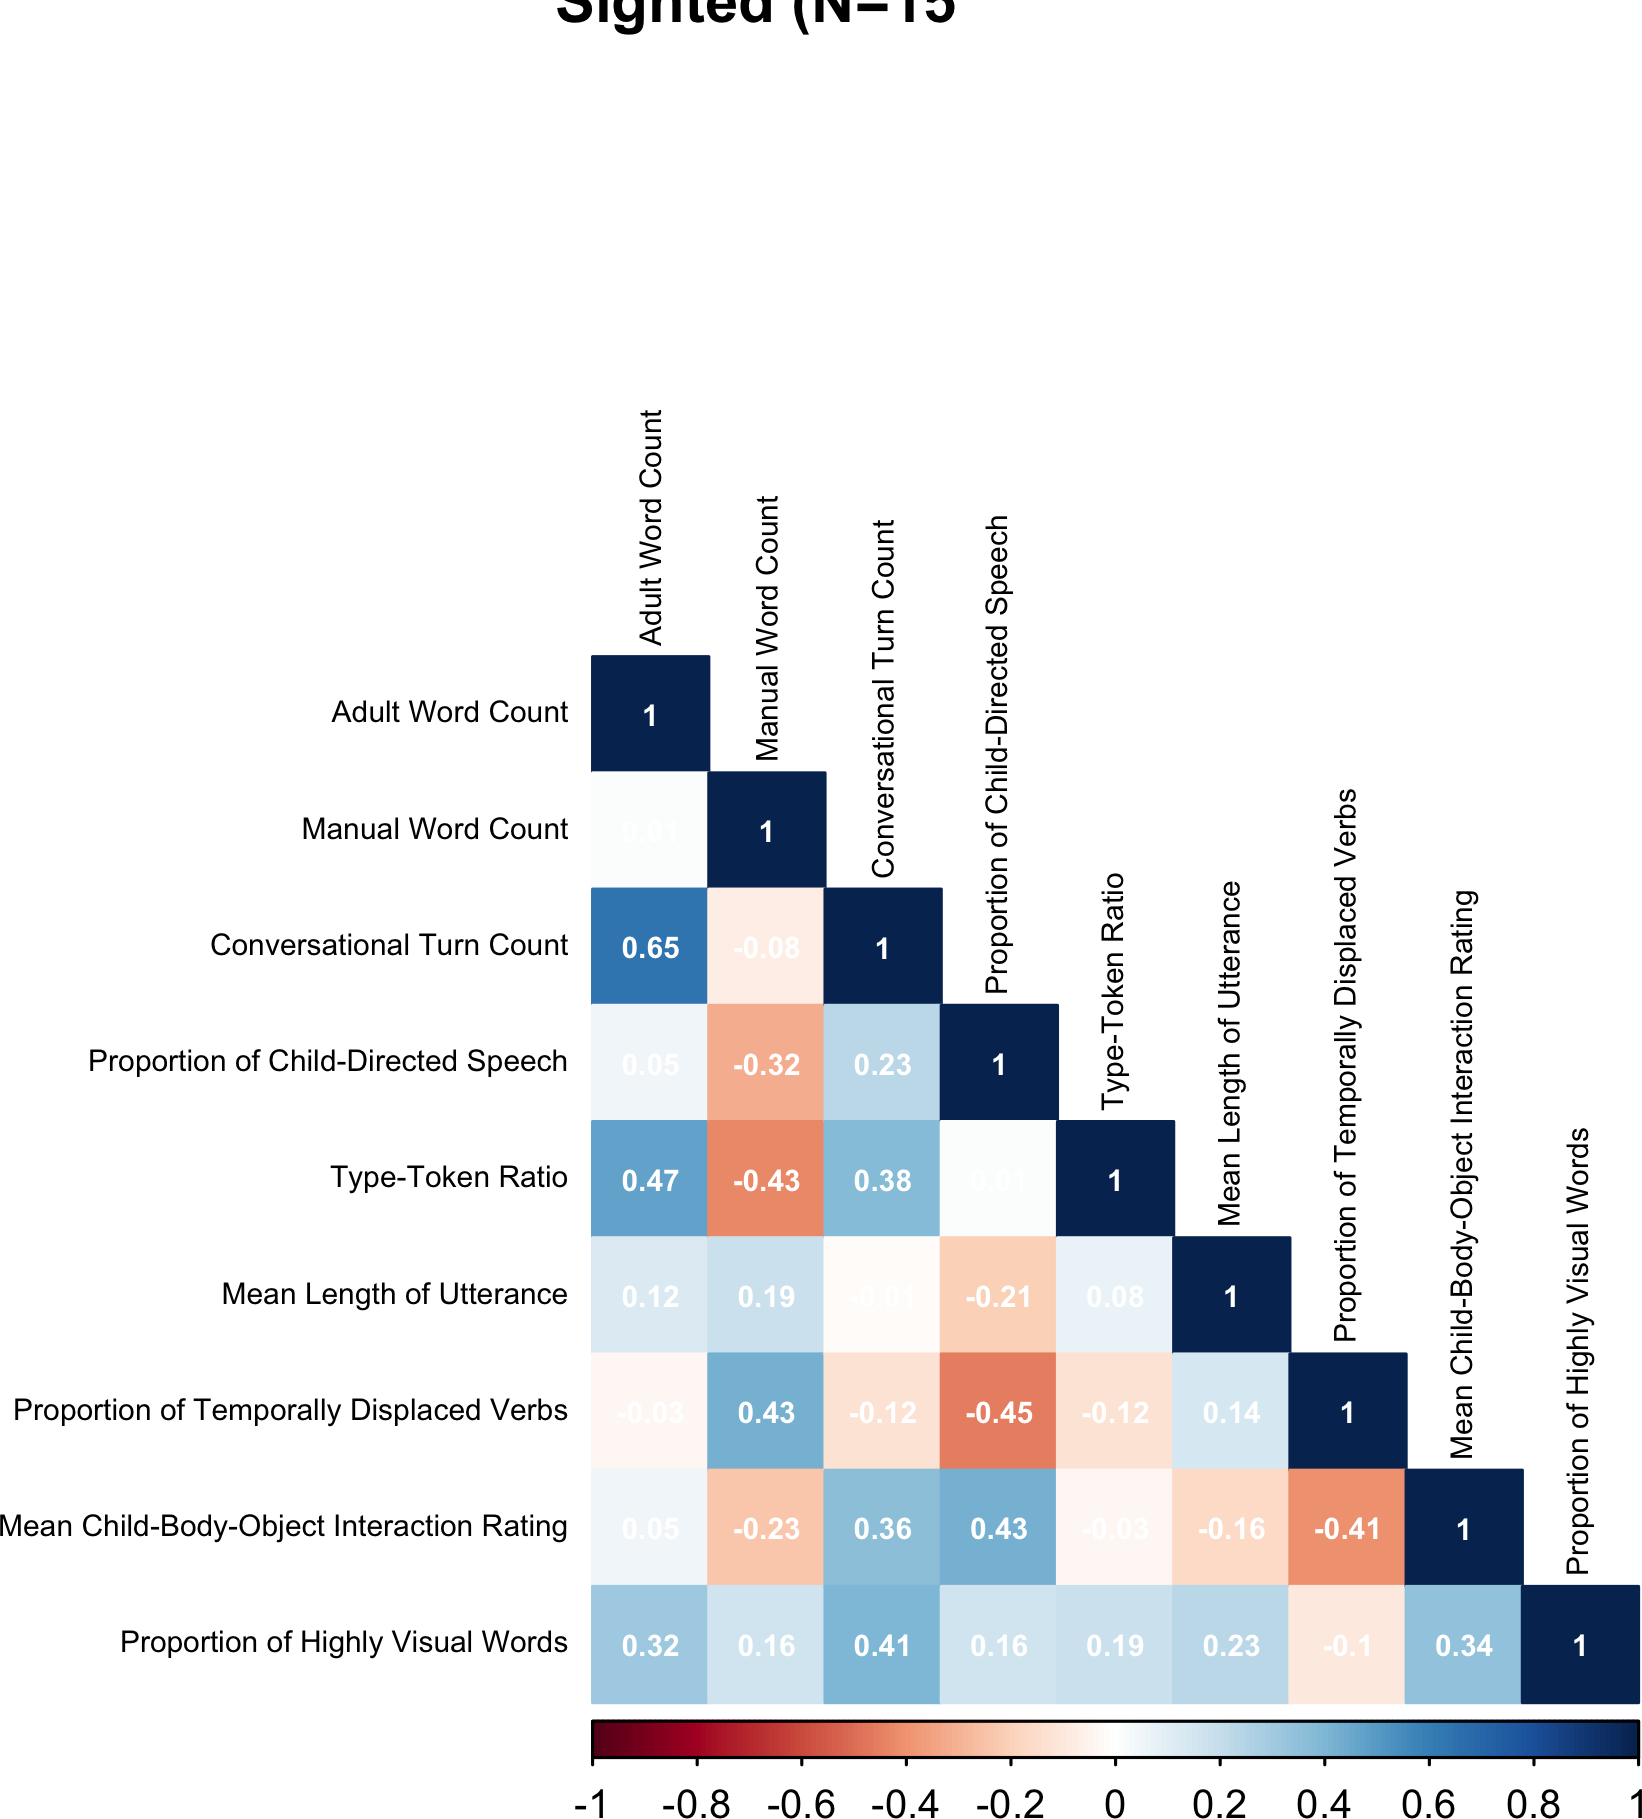 Sighted (N=15
Adult Word Count
Manual Word Count
Conversational Turn Count
Proportion of Child-Directed Speech
Type-Token Ratio
Mean Length of Utterance
Proportion of Temporally Displaced Verbs
Mean Child-Body-Object Interaction Rating
Proportion of Highly Visual Words
Adult Word Count 1
Manual Word Count 0.01 1
Conversational Turn Count 0.65 -0.08 1
Proportion of Child-Directed Speech 0.05 -0.32 0.23 1
Type-Token Ratio 0.47 -0.43 0.38 0.01 1
Mean Length of Utterance 0.12 0.19 -0.01 -0.21 0.08 1
Proportion of Temporally Displaced Verbs -0.03 0.43 -0.12 -0.45 -0.12 0.14 1
Mean Child-Body-Object Interaction Rating 0.05 -0.23 0.36 0.43 -0.03 -0.16 -0.41 1
Proportion of Highly Visual Words 0.32 0.16 0.41 0.16 0.19 0.23 -0.1 0.34 1
-1 -0.8 -0.6 -0.4 -0.2 0 0.2 0.4 0.6 0.8 1